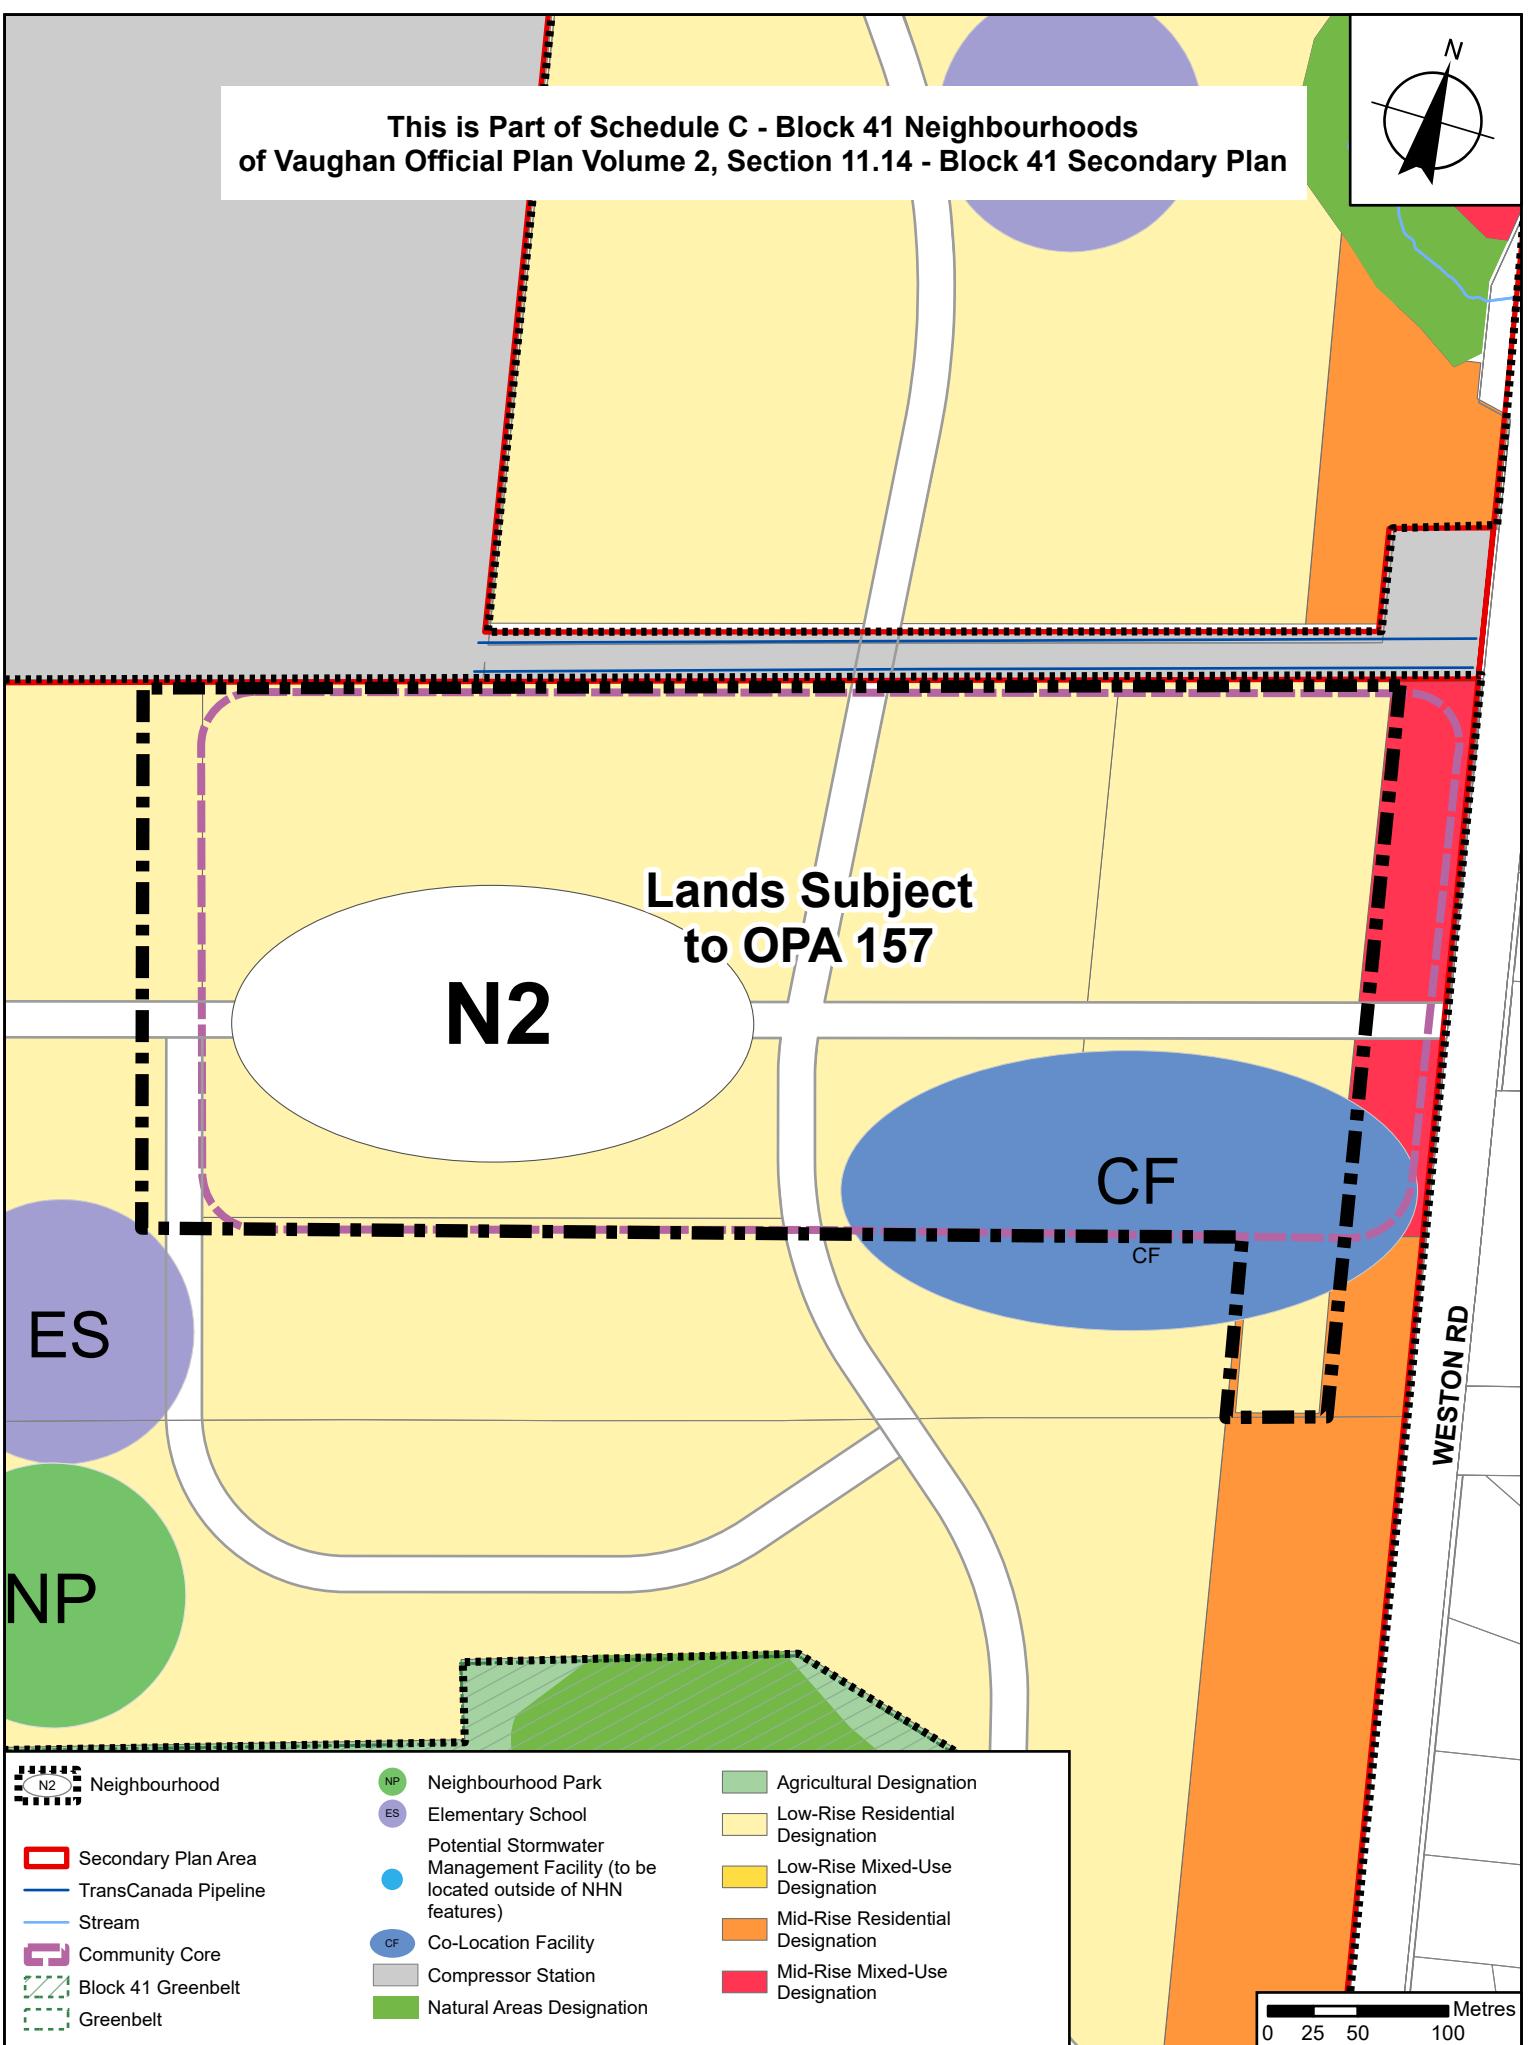 N
This is Part of Schedule C - Block 41 Neighbourhoods
of Vaughan Official Plan Volume 2, Section 11.14 - Block 41 Secondary Plan
Lands Subject
to OPA 157
N2
CF
CF
ES
WESTON RD
NP
N2 Neighbourhood
Secondary Plan Area
TransCanada Pipeline
Stream
Community Core
Block 41 Greenbelt
Greenbelt
NP Neighbourhood Park
ES Elementary School
Potential Stormwater
Management Facility (to be
located outside of NHN
features)
CF Co-Location Facility
Compressor Station
Natural Areas Designation
Agricultural Designation
Low-Rise Residential
Designation
Low-Rise Mixed-Use
Designation
Mid-Rise Residential
Designation
Mid-Rise Mixed-Use
Designation
Metres
0 25 50 100